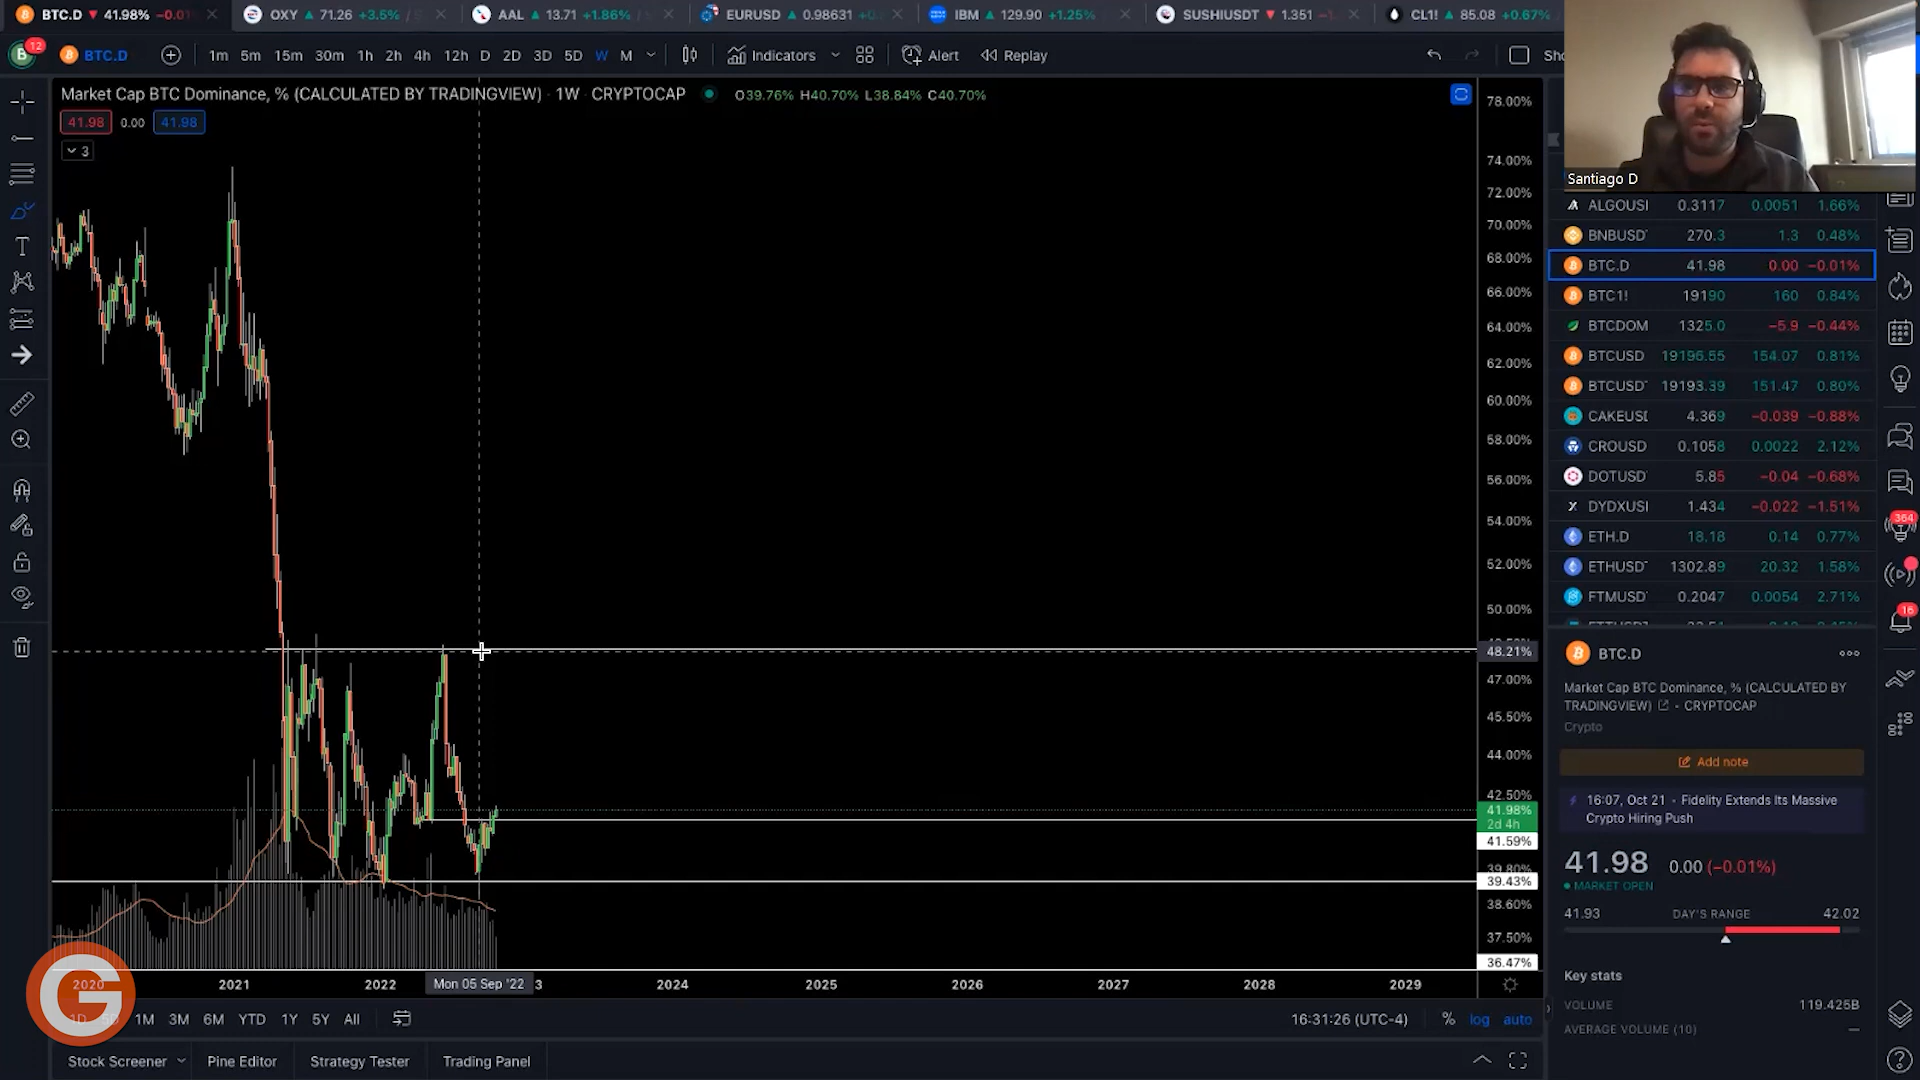 BTC.D ▼ 41.98% −0.01
OXY ▲ 71.26 +3.5%
AAL ▲ 13.71 +1.86%
EURUSD ▲ 0.98631
IBM ▲ 129.90 +1.25%
SUSHIUSDT ▼ 1.351
CL1! ▲ 85.08 +0.67%
B 12 BTC.D 1m 5m 15m 30m 1h 2h 4h 12h D 2D 3D 5D W M Indicators Alert Replay
Market Cap BTC Dominance, % (CALCULATED BY TRADINGVIEW) · 1W · CRYPTOCAP O39.76% H40.70% L38.84% C40.70%
41.98 0.00 41.98
3
78.00%
74.00%
72.00%
70.00%
68.00%
66.00%
64.00%
62.00%
60.00%
58.00%
56.00%
54.00%
52.00%
50.00%
48.21%
47.00%
45.50%
44.00%
42.50%
41.98%
2d 4h
41.59%
39.43%
38.60%
37.50%
36.47%
2020 2021 2022 Mon 05 Sep '22 3 2024 2025 2026 2027 2028 2029
1M 3M 6M YTD 1Y 5Y All
16:31:26 (UTC-4) % log auto
Stock Screener Pine Editor Strategy Tester Trading Panel
G
Santiago D
ALGOUSI 0.3117 0.0051 1.66%
BNBUSD 270.3 1.3 0.48%
BTC.D 41.98 0.00 −0.01%
BTC1! 19190 160 0.84%
BTCDOM 1325.0 −5.9 −0.44%
BTCUSD 19196.55 154.07 0.81%
BTCUSD 19193.39 151.47 0.80%
CAKEUSI 4.369 −0.039 −0.88%
CROUSD 0.1058 0.0022 2.12%
DOTUSD 5.85 −0.04 −0.68%
DYDXUSI 1.434 −0.022 −1.51%
ETH.D 18.18 0.14 0.77%
ETHUSD 1302.89 20.32 1.58%
FTMUSD 0.2047 0.0054 2.71%
BTC.D
Market Cap BTC Dominance, % (CALCULATED BY
TRADINGVIEW) · CRYPTOCAP
Crypto
Add note
16:07, Oct 21 · Fidelity Extends Its Massive
Crypto Hiring Push
41.98 0.00 (−0.01%)
MARKET OPEN
41.93 DAY'S RANGE 42.02
Key stats
VOLUME 119.425B
AVERAGE VOLUME (10) —
364
16